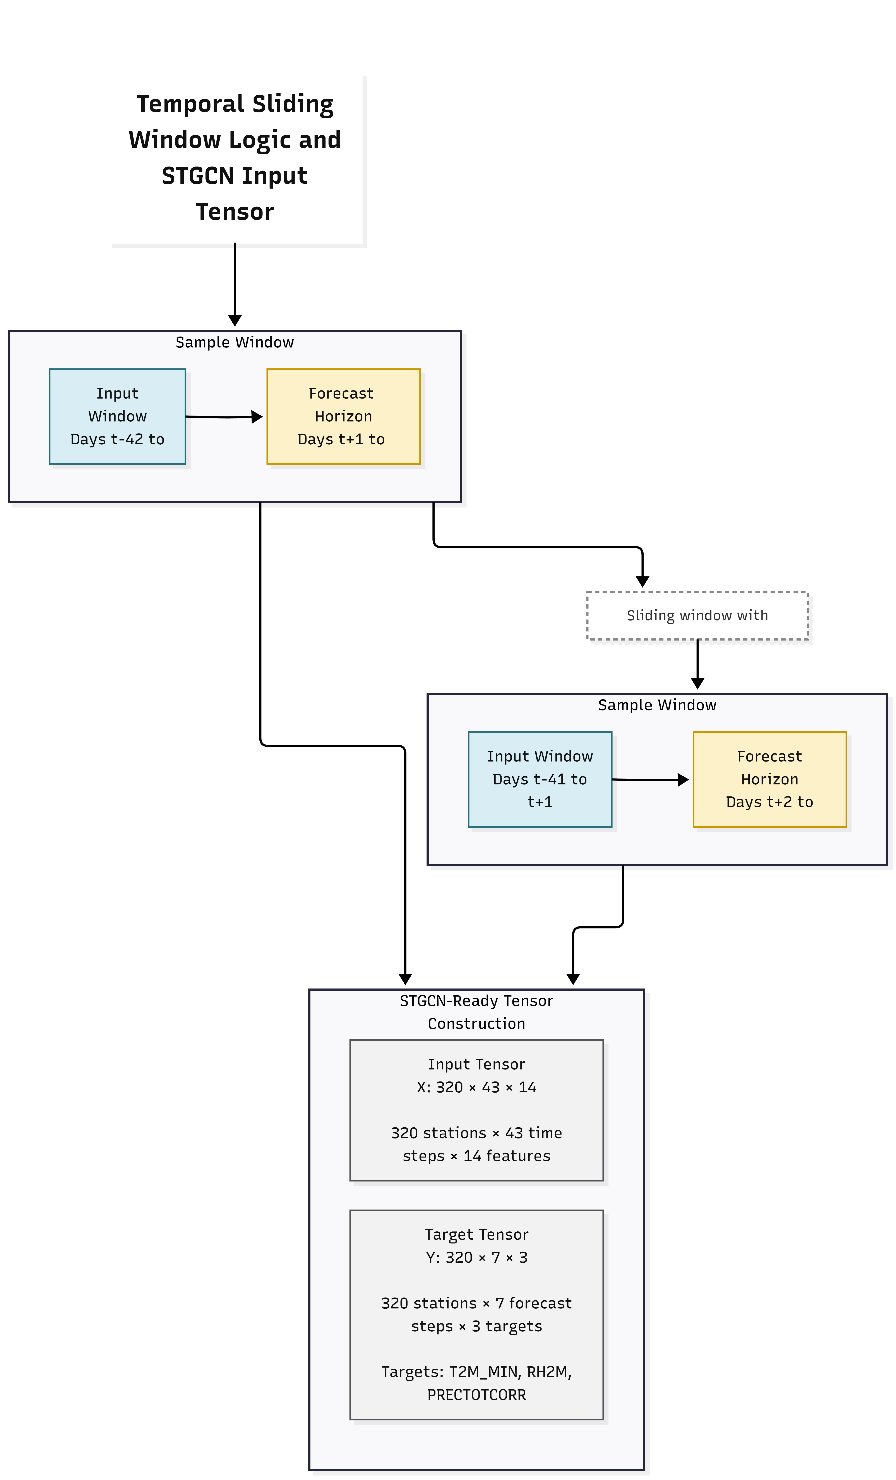 Temporal Sliding
Window Logic and
STGCN Input
Tensor
Sample Window
Input
Window
Days t-42 to
Forecast
Horizon
Days t+1 to
Sliding window with
Sample Window
Input Window
Days t-41 to
t+1
Forecast
Horizon
Days t+2 to
STGCN-Ready Tensor
Construction
Input Tensor
X: 320 × 43 × 14
320 stations × 43 time
steps × 14 features
Target Tensor
Y: 320 × 7 × 3
320 stations × 7 forecast
steps × 3 targets
Targets: T2M_MIN, RH2M,
PRECTOTCORR